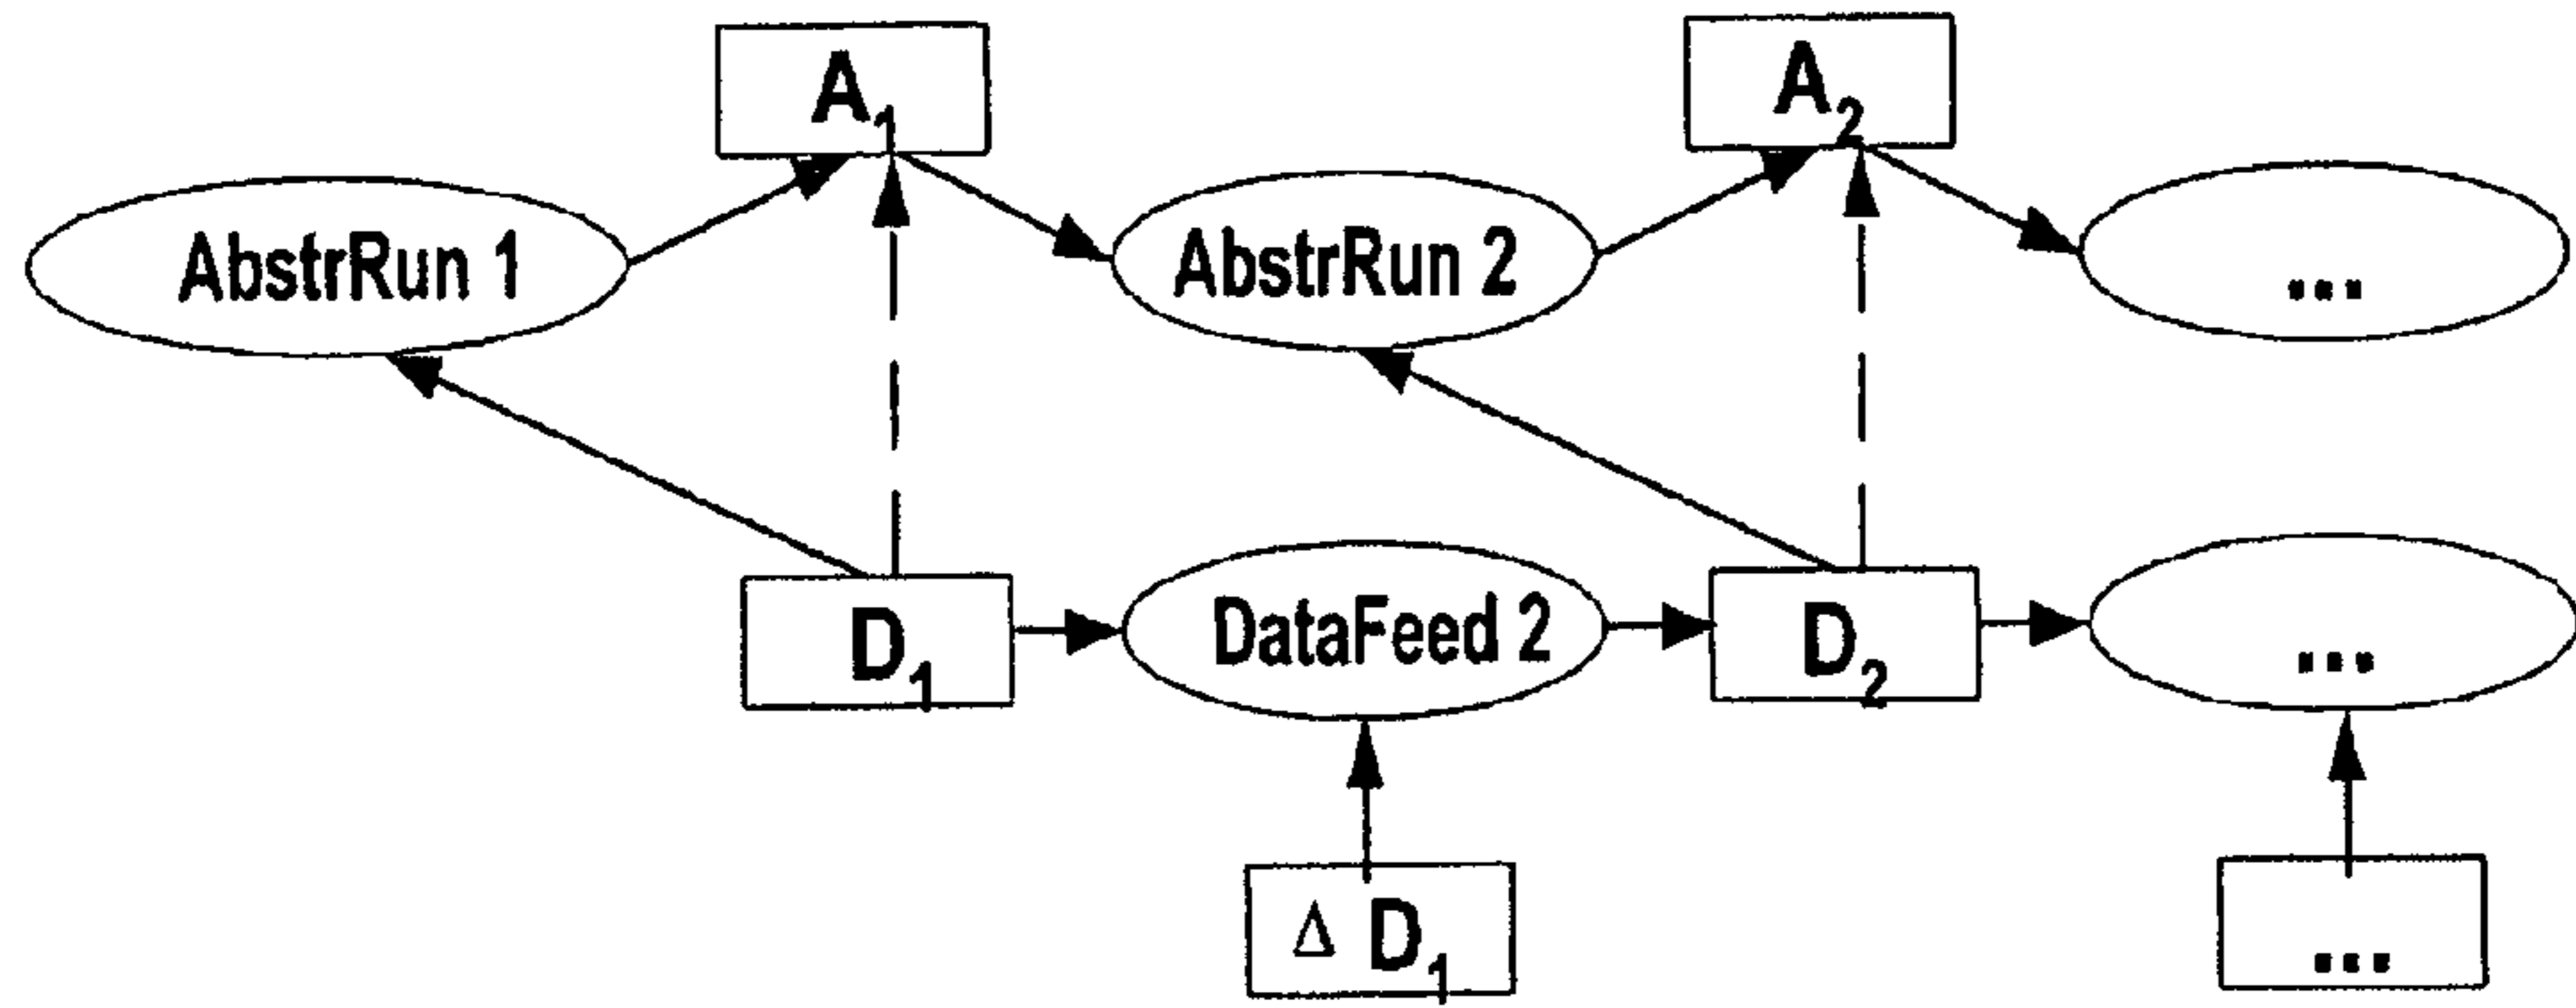 A₁
A₂
AbstrRun 1
AbstrRun 2
...
D₁
DataFeed 2
D₂
...
Δ D₁
...